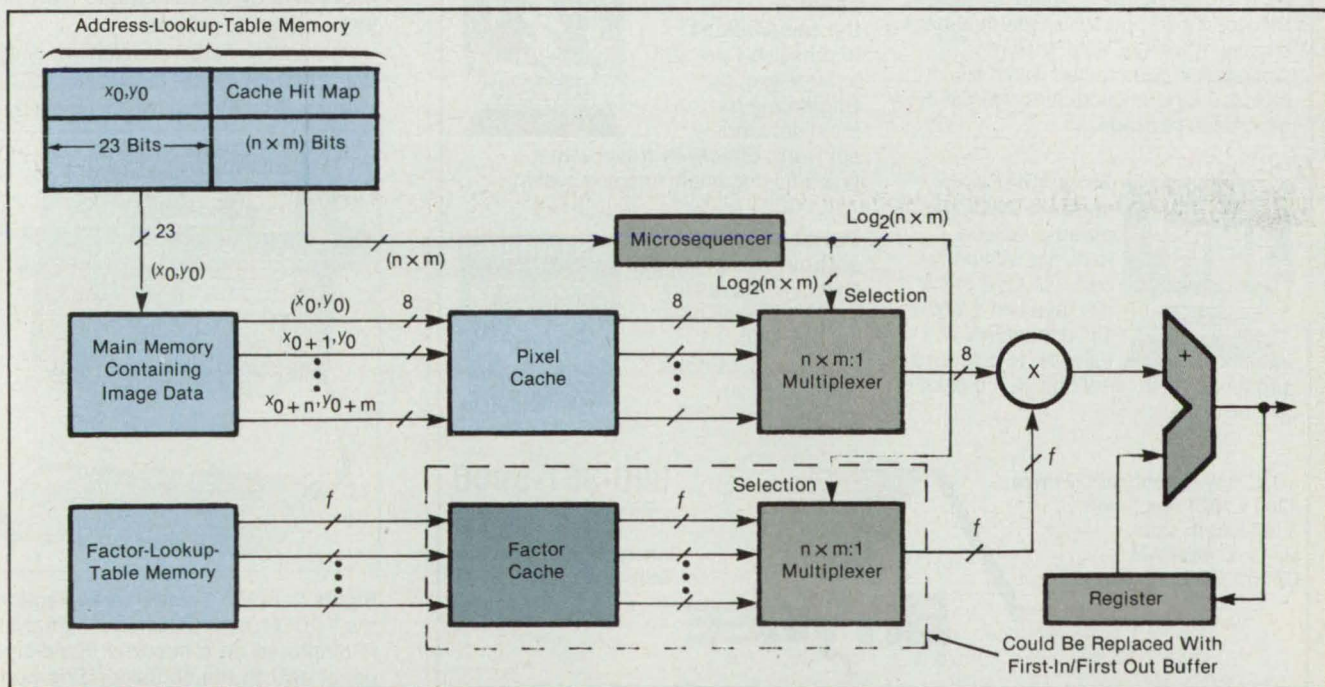 Address-Lookup-Table Memory
x0,y0
Cache Hit Map
23 Bits
(n × m) Bits
23
(x0,y0)
(n × m)
Microsequencer
Log2(n × m)
Log2(n × m)
Selection
Main Memory
Containing
Image Data
(x0,y0)
x0 + 1, y0
x0 + n, y0 + m
8
Pixel
Cache
8
n × m:1
Multiplexer
8
X
+
Factor-Lookup-
Table Memory
f
Factor
Cache
f
Selection
n × m:1
Multiplexer
f
f
Register
Could Be Replaced With
First-In/First Out Buffer